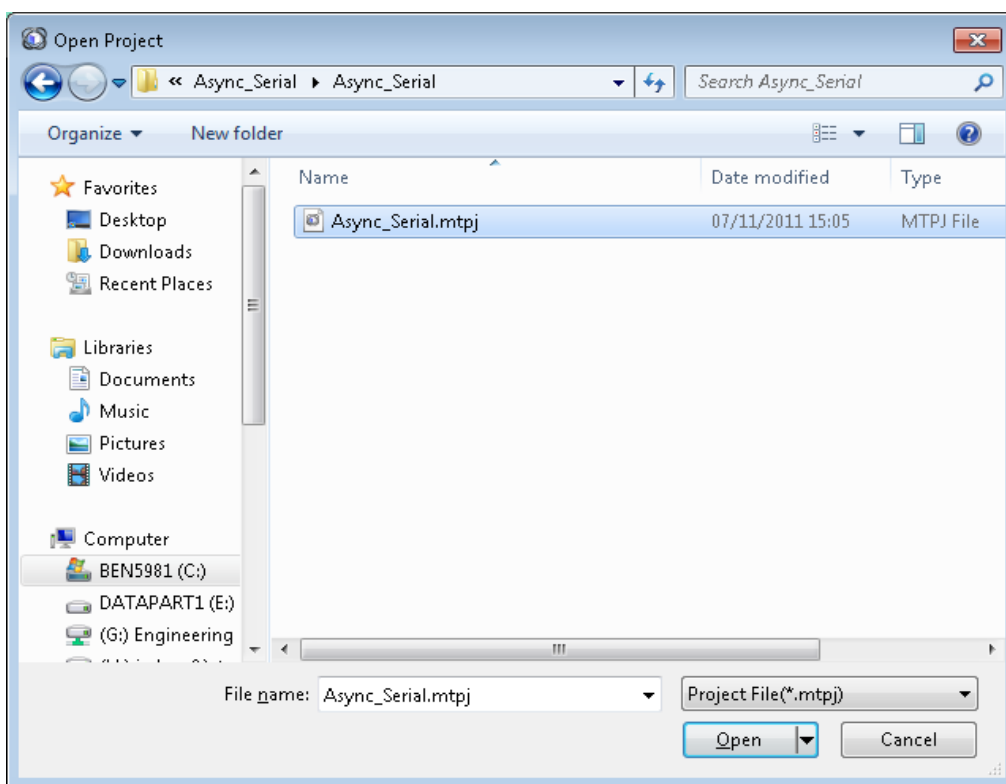 Open Project
« Async_Serial Async_Serial
Search Async_Serial
Organize New folder
Name Date modified Type
Async_Serial.mtpj 07/11/2011 15:05 MTPJ File
Favorites
Desktop
Downloads
Recent Places
Libraries
Documents
Music
Pictures
Videos
Computer
BEN5981 (C:)
DATAPART1 (E:)
(G:) Engineering
File name: Async_Serial.mtpj Project File(*.mtpj)
Open Cancel